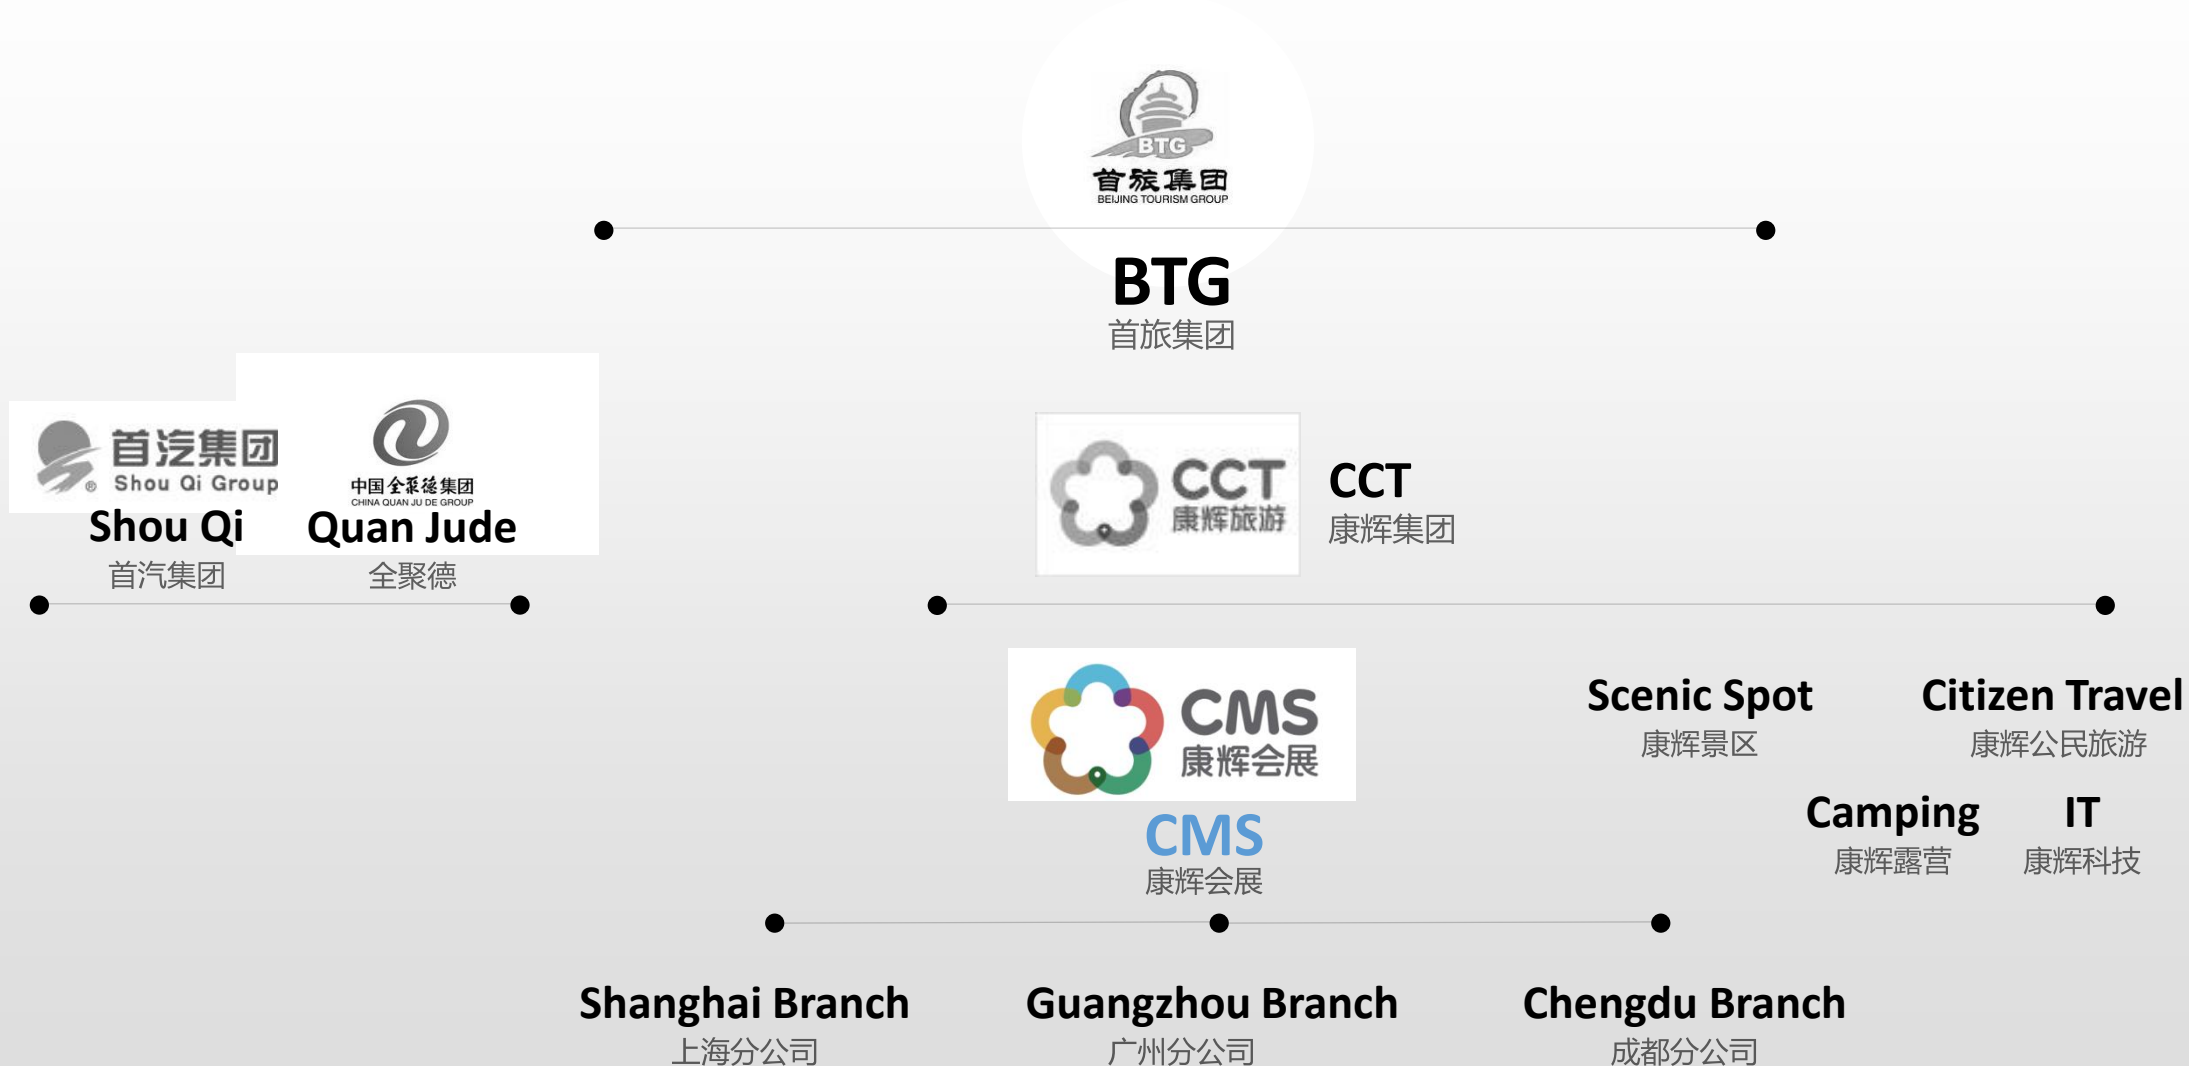 BTG
首旅集团
BEIJING TOURISM GROUP
BTG
首旅集团
首汽集团
Shou Qi Group
®
Shou Qi
首汽集团
中国全聚德集团
CHINA QUAN JU DE GROUP
Quan Jude
全聚德
CCT
康辉旅游
CCT
康辉集团
CMS
康辉会展
CMS
康辉会展
Scenic Spot
康辉景区
Citizen Travel
康辉公民旅游
Camping
康辉露营
IT
康辉科技
Shanghai Branch
上海分公司
Guangzhou Branch
广州分公司
Chengdu Branch
成都分公司